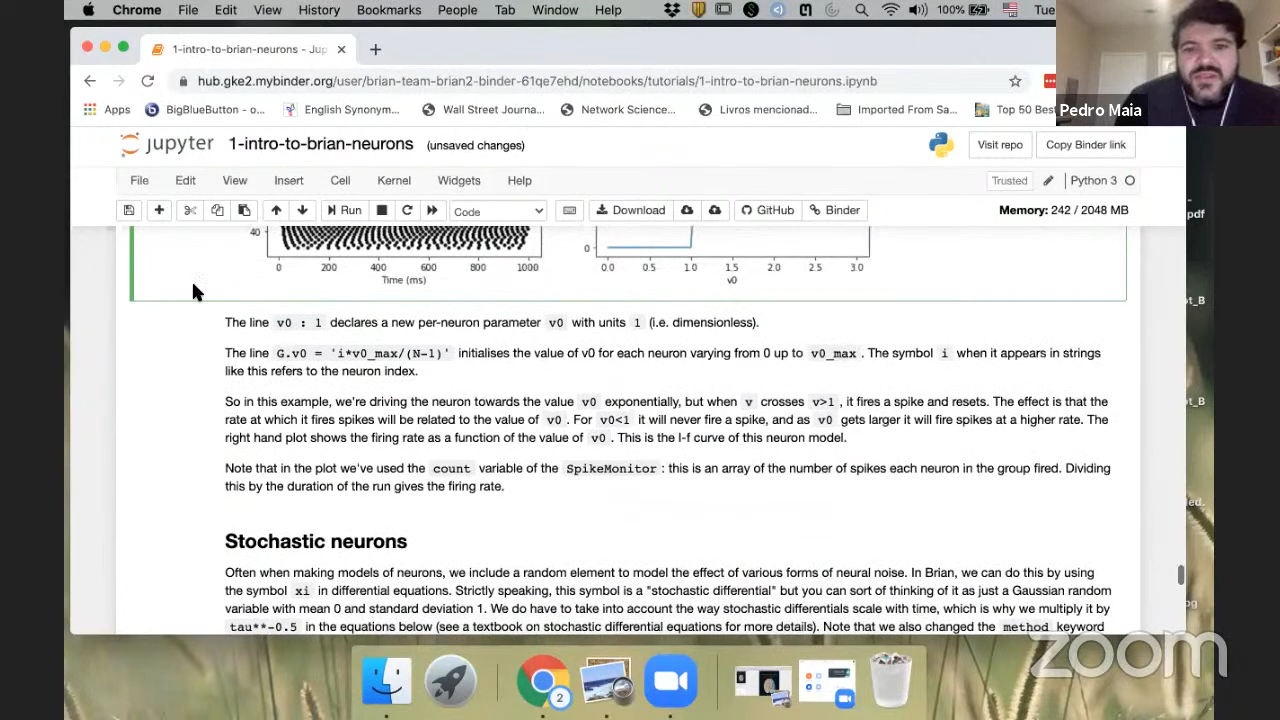 Chrome File Edit View History Bookmarks People Tab Window Help 100% Tue
1-intro-to-brian-neurons - Jup
hub.gke2.mybinder.org/user/brian-team-brian2-binder-61qe7ehd/notebooks/tutorials/1-intro-to-brian-neurons.ipynb
Apps BigBlueButton - o... English Synonym... Wall Street Journa... Network Science... Livros mencionad... Imported From Sa... Top 50 Best
Pedro Maia
jupyter 1-intro-to-brian-neurons (unsaved changes) Visit repo Copy Binder link
File Edit View Insert Cell Kernel Widgets Help Trusted Python 3
Run Code Download GitHub Binder Memory: 242 / 2048 MB
pdf
40 0
0 200 400 600 800 1000 0.0 0.5 1.0 1.5 2.0 2.5 3.0
Time (ms) v0
ot_B
The line v0 : 1 declares a new per-neuron parameter v0 with units 1 (i.e. dimensionless).
The line G.v0 = 'i*v0_max/(N-1)' initialises the value of v0 for each neuron varying from 0 up to v0_max. The symbol i when it appears in strings
like this refers to the neuron index.
So in this example, we're driving the neuron towards the value v0 exponentially, but when v crosses v>1, it fires a spike and resets. The effect is that the
ot_B
rate at which it fires spikes will be related to the value of v0. For v0<1 it will never fire a spike, and as v0 gets larger it will fire spikes at a higher rate. The
right hand plot shows the firing rate as a function of the value of v0. This is the I-f curve of this neuron model.
Note that in the plot we've used the count variable of the SpikeMonitor: this is an array of the number of spikes each neuron in the group fired. Dividing
this by the duration of the run gives the firing rate.
led.
Stochastic neurons
Often when making models of neurons, we include a random element to model the effect of various forms of neural noise. In Brian, we can do this by using
the symbol xi in differential equations. Strictly speaking, this symbol is a "stochastic differential" but you can sort of thinking of it as just a Gaussian random
variable with mean 0 and standard deviation 1. We do have to take into account the way stochastic differentials scale with time, which is why we multiply it by
tau**-0.5 in the equations below (see a textbook on stochastic differential equations for more details). Note that we also changed the method keyword
zoom
2